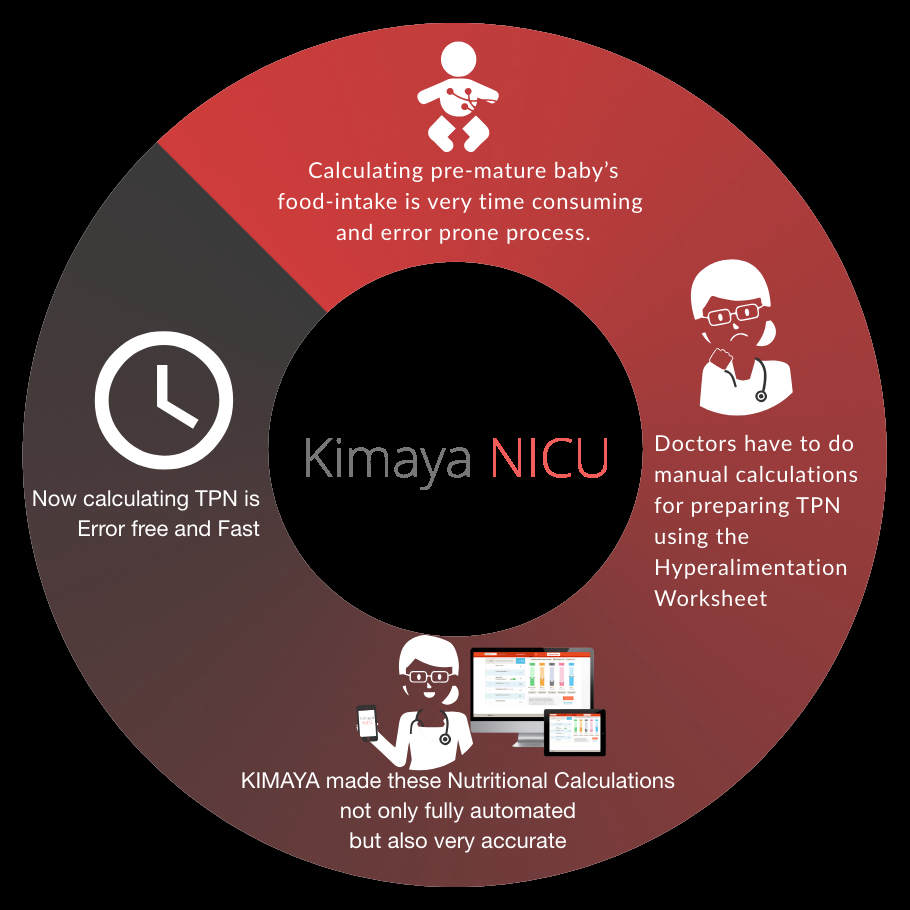 Calculating pre-mature baby’s
food-intake is very time consuming
and error prone process.
Doctors have to do
manual calculations
for preparing TPN
using the
Hyperalimentation
Worksheet
Kimaya NICU
Now calculating TPN is
Error free and Fast
KIMAYA made these Nutritional Calculations
not only fully automated
but also very accurate